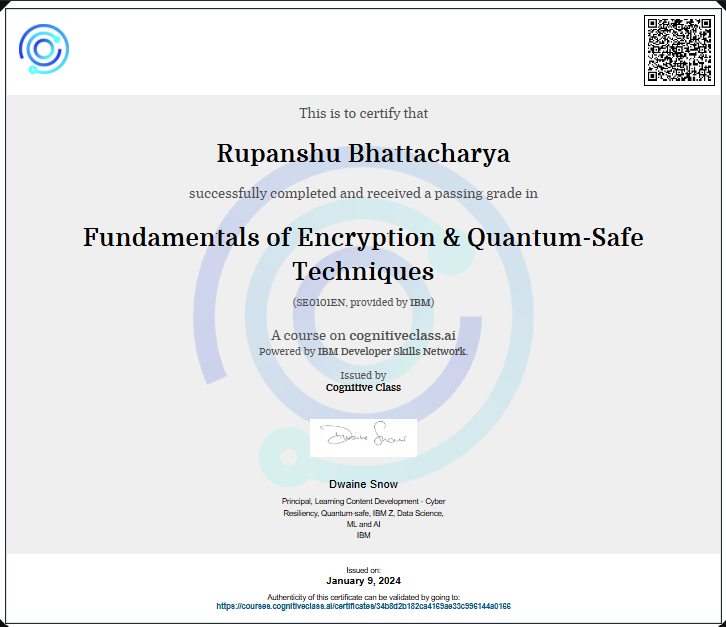 This is to certify that
Rupanshu Bhattacharya
successfully completed and received a passing grade in
Fundamentals of Encryption & Quantum-Safe
Techniques
(SE0101EN, provided by IBM)
A course on cognitiveclass.ai
Powered by IBM Developer Skills Network.
Issued by
Cognitive Class
Dwaine Snow
Dwaine Snow
Principal, Learning Content Development - Cyber
Resiliency, Quantum-safe, IBM Z, Data Science,
ML and AI
IBM
Issued on:
January 9, 2024
Authenticity of this certificate can be validated by going to:
https://courses.cognitiveclass.ai/certificates/34b8d2b182ca4169ae33c996144a0166